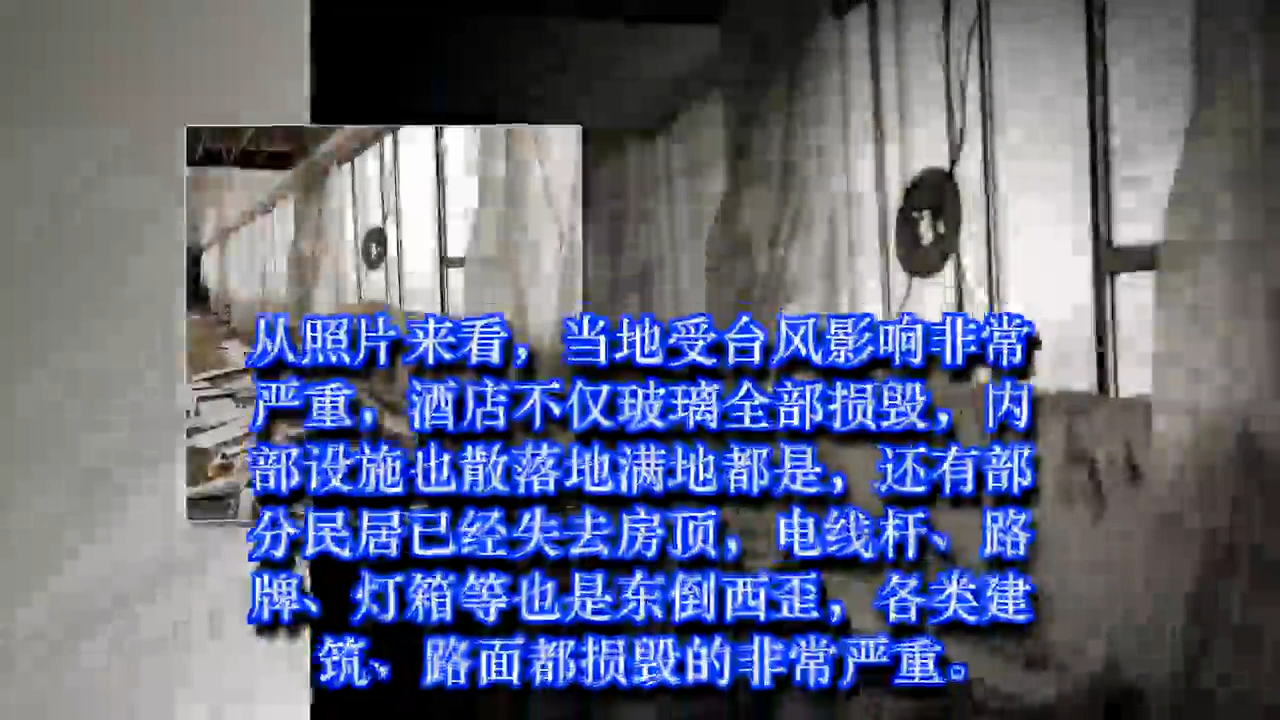 从照片来看，当地受台风影响非常
严重，酒店不仅玻璃全部损毁，内
部设施也散落地满地都是，还有部
分民居已经失去房顶，电线杆、路
牌、灯箱等也是东倒西歪，各类建
筑、路面都损毁的非常严重。